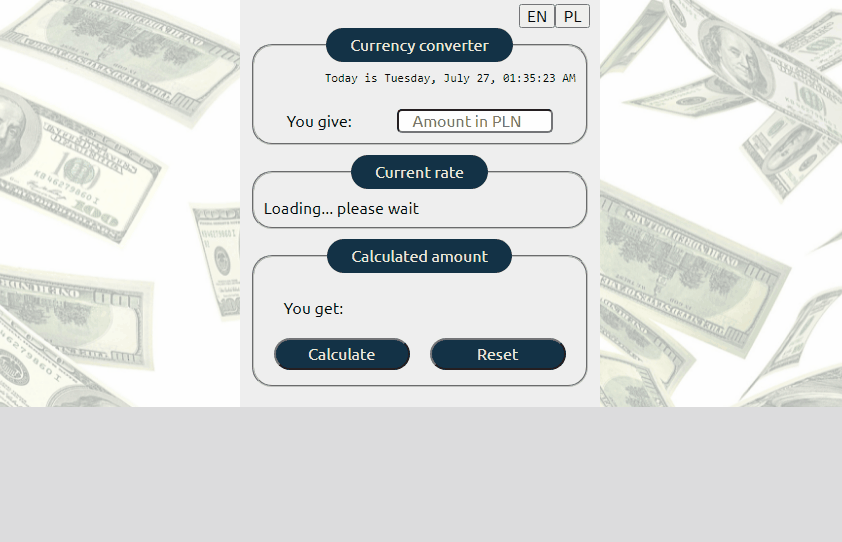 EN PL
Currency converter
Today is Tuesday, July 27, 01:35:23 AM
You give: Amount in PLN
Current rate
Loading... please wait
Calculated amount
You get:
Calculate Reset